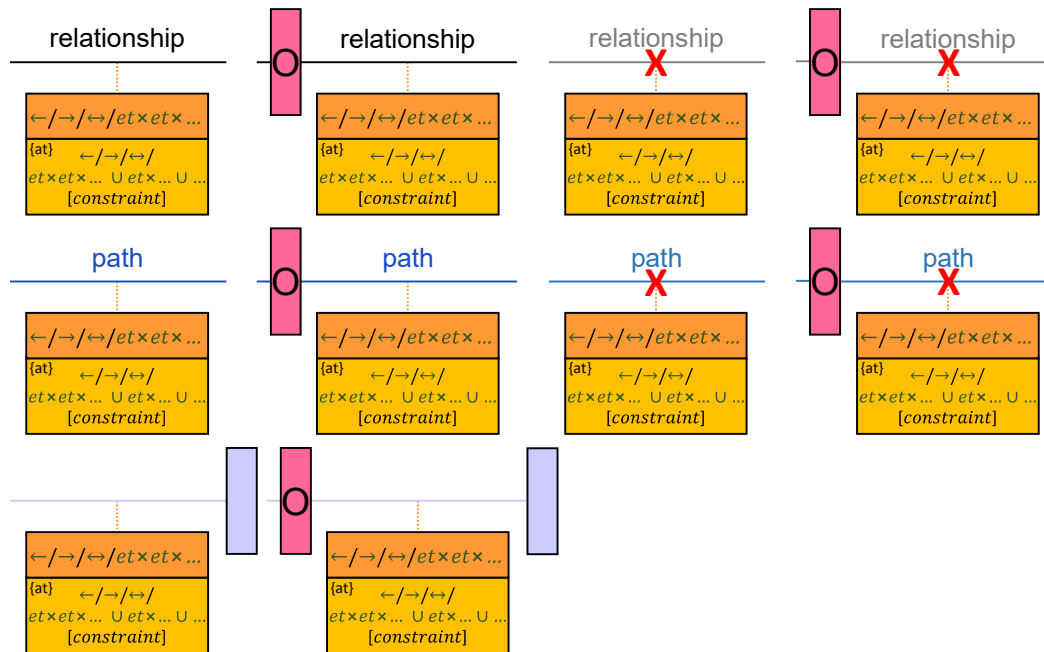 relationship
O relationship
relationship X
O relationship X
←/→/↔/et×et×…
←/→/↔/et×et×…
←/→/↔/et×et×…
←/→/↔/et×et×…
{at} ←/→/↔/
et×et×… ∪ et×… ∪ …
[constraint]
{at} ←/→/↔/
et×et×… ∪ et×… ∪ …
[constraint]
{at} ←/→/↔/
et×et×… ∪ et×… ∪ …
[constraint]
{at} ←/→/↔/
et×et×… ∪ et×… ∪ …
[constraint]
path
O path
path X
O path X
←/→/↔/et×et×…
←/→/↔/et×et×…
←/→/↔/et×et×…
←/→/↔/et×et×…
{at} ←/→/↔/
et×et×… ∪ et×… ∪ …
[constraint]
{at} ←/→/↔/
et×et×… ∪ et×… ∪ …
[constraint]
{at} ←/→/↔/
et×et×… ∪ et×… ∪ …
[constraint]
{at} ←/→/↔/
et×et×… ∪ et×… ∪ …
[constraint]
O
←/→/↔/et×et×…
←/→/↔/et×et×…
{at} ←/→/↔/
et×et×… ∪ et×… ∪ …
[constraint]
{at} ←/→/↔/
et×et×… ∪ et×… ∪ …
[constraint]